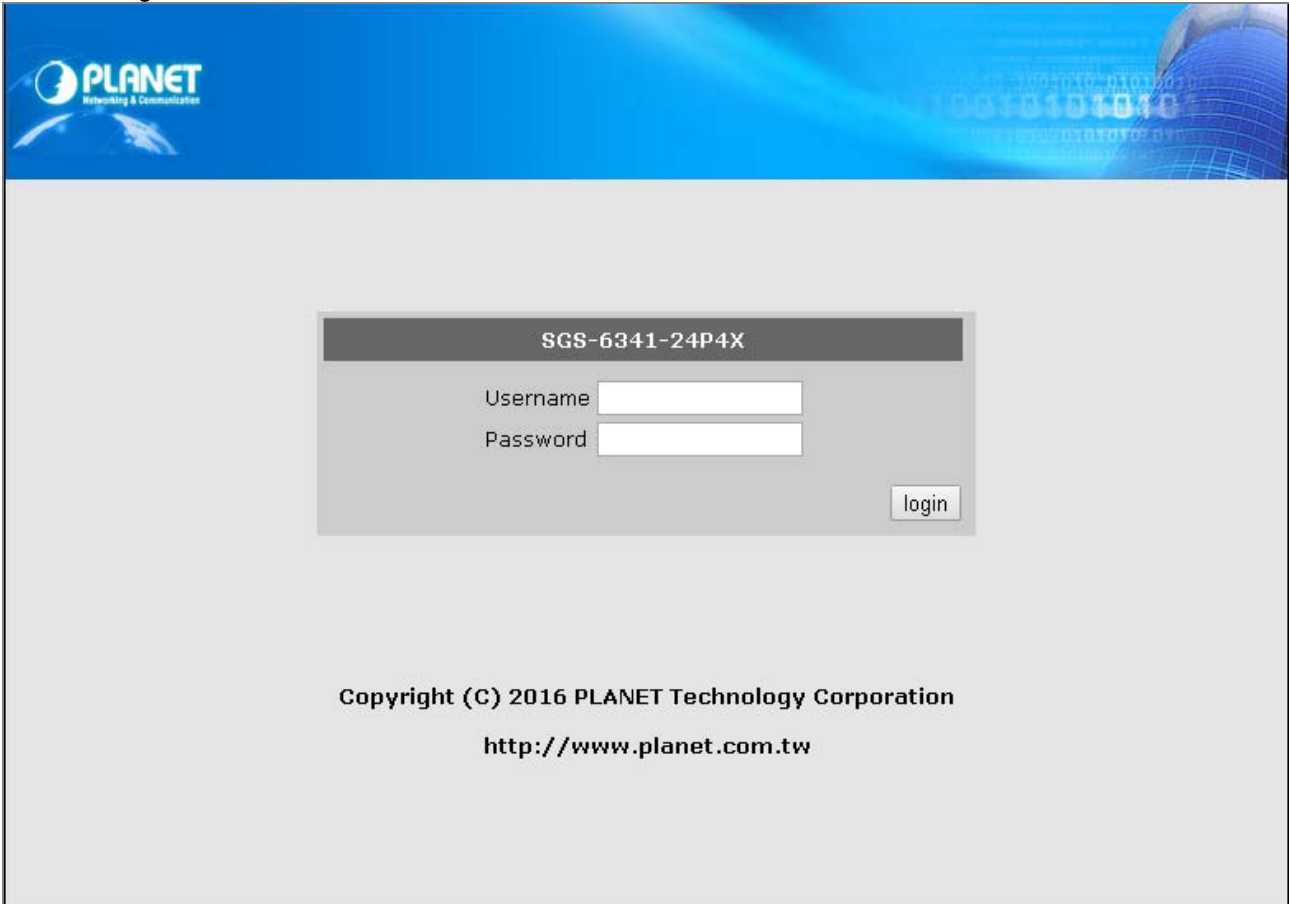 PLANET
Networking & Communication
SGS-6341-24P4X
Username
Password
login
Copyright (C) 2016 PLANET Technology Corporation
http://www.planet.com.tw